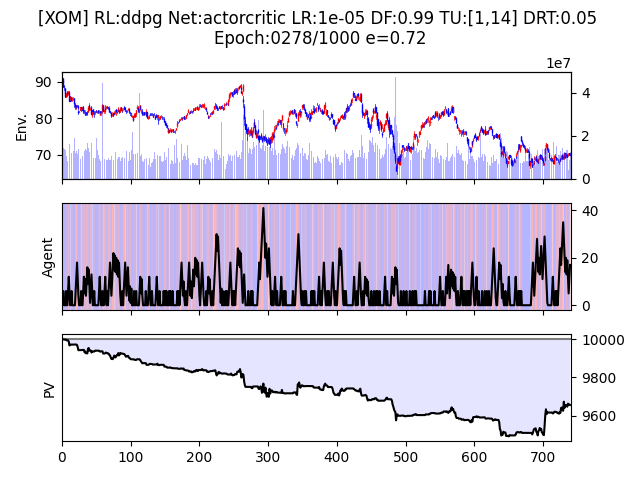 [XOM] RL:ddpg Net:actorcritic LR:1e-05 DF:0.99 TU:[1,14] DRT:0.05
Epoch:0278/1000 e=0.72
1e7
90
80
70
Env.
4
2
0
Agent
40
20
0
PV
10000
9800
9600
0 100 200 300 400 500 600 700